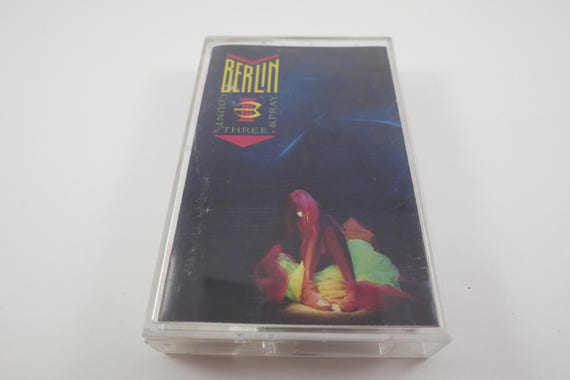 BERLIN
COUNT
3
THREE
& PRAY